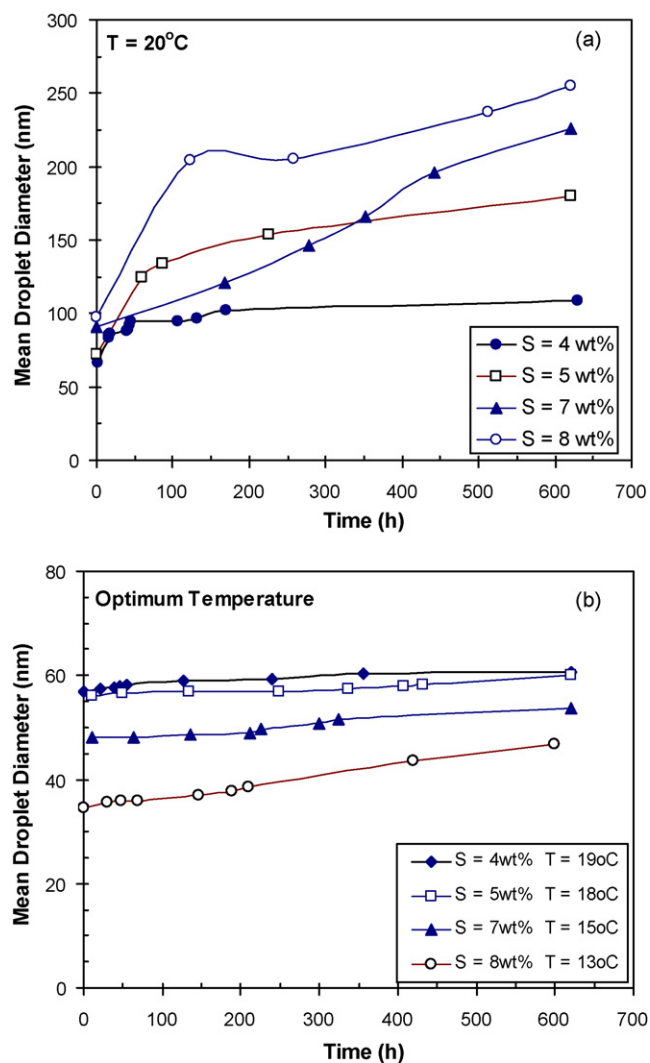 T = 20°C
(a)
300
250
200
150
100
50
0
Mean Droplet Diameter (nm)
S = 4 wt%
S = 5 wt%
S = 7 wt%
S = 8 wt%
0 100 200 300 400 500 600 700
Time (h)
Optimum Temperature
(b)
80
60
40
20
0
Mean Droplet Diameter (nm)
S = 4wt% T = 19oC
S = 5wt% T = 18oC
S = 7wt% T = 15oC
S = 8wt% T = 13oC
0 100 200 300 400 500 600 700
Time (h)